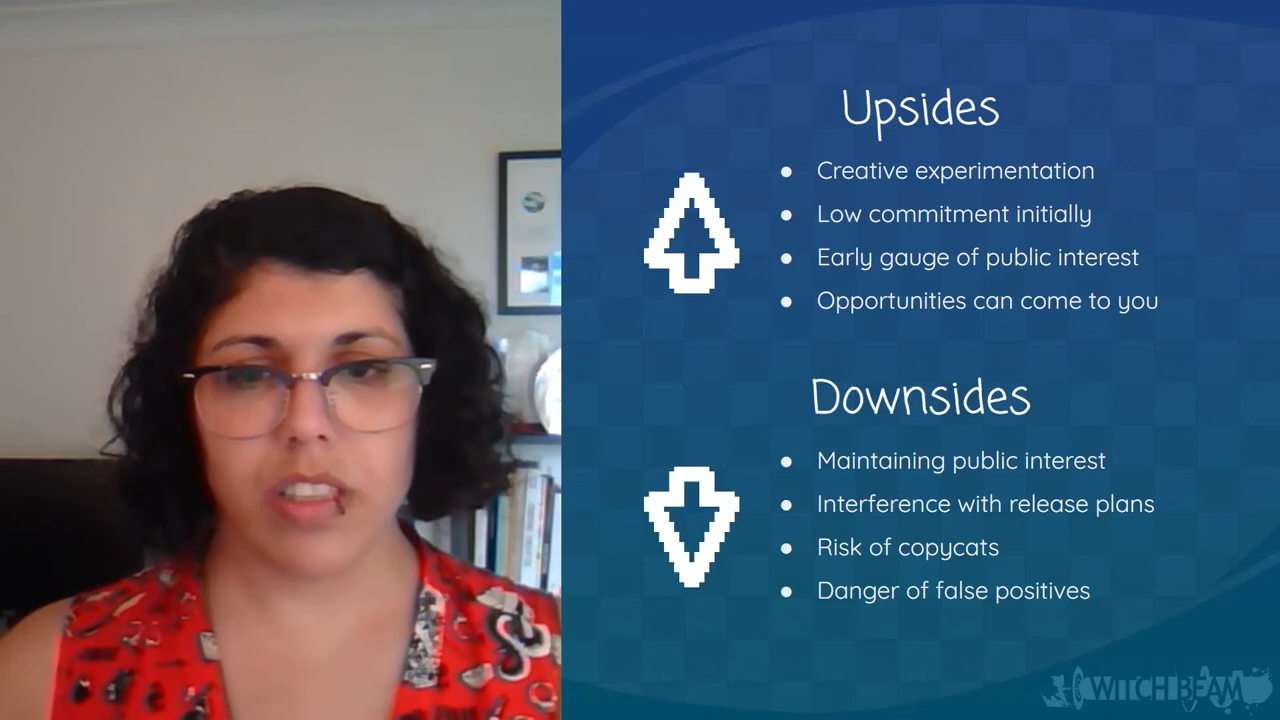 Upsides
● Creative experimentation
● Low commitment initially
● Early gauge of public interest
● Opportunities can come to you
Downsides
● Maintaining public interest
● Interference with release plans
● Risk of copycats
● Danger of false positives
WITCH BEAM